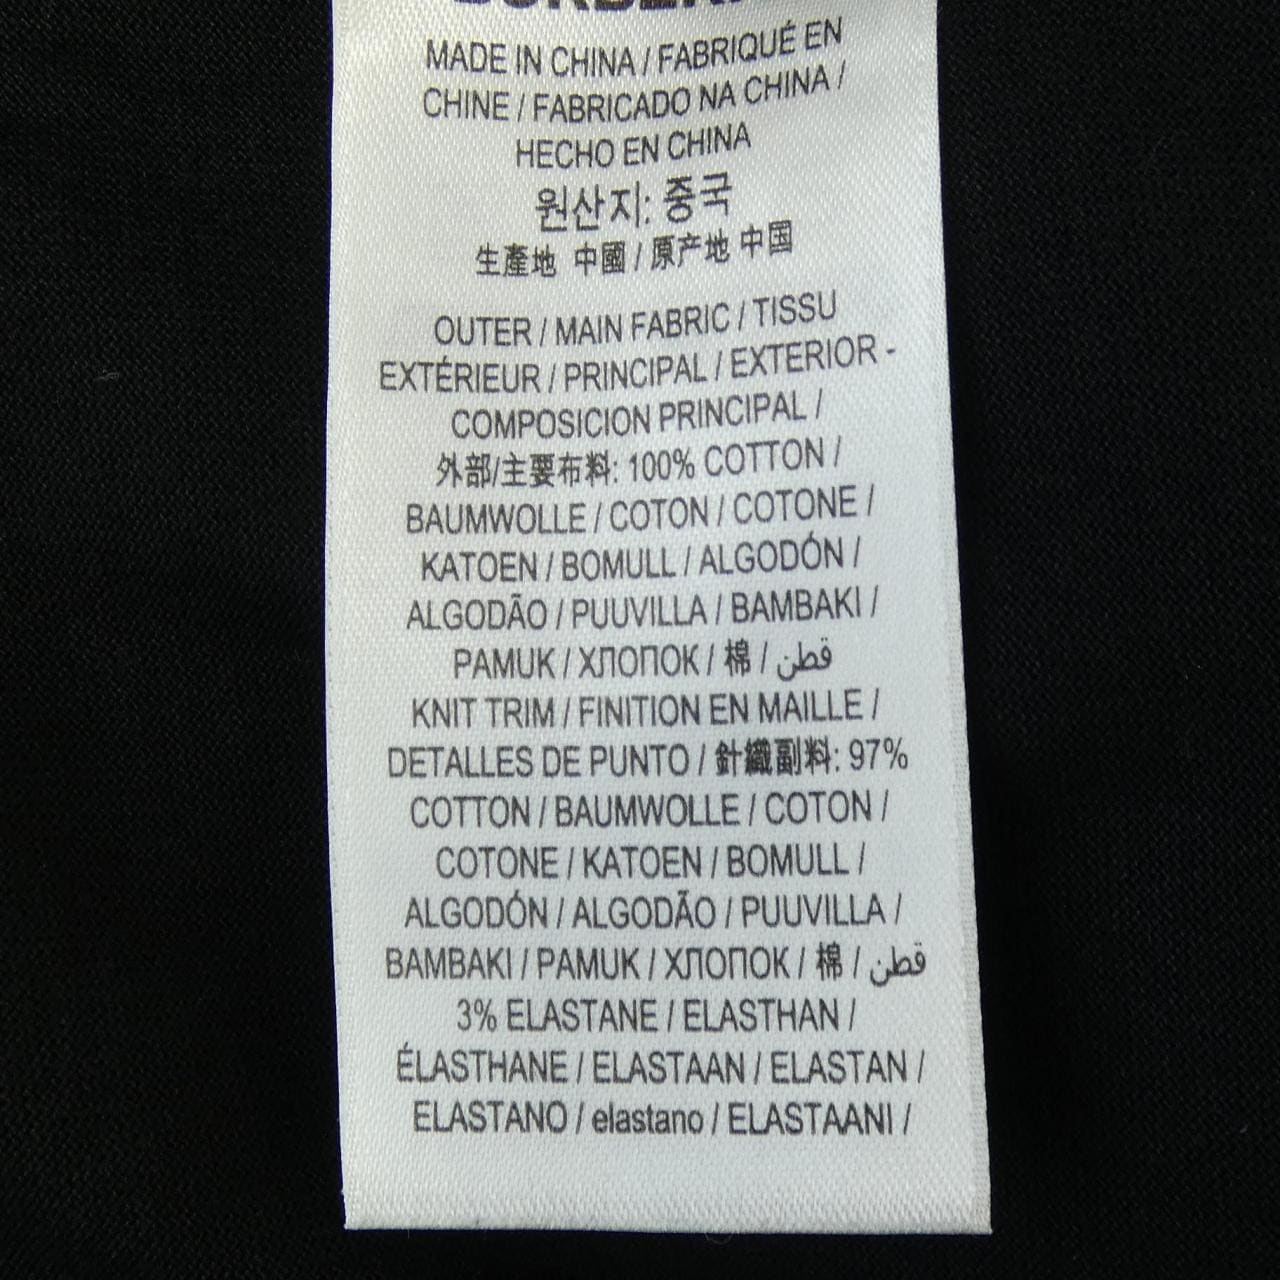 MADE IN CHINA / FABRIQUÉ EN
CHINE / FABRICADO NA CHINA /
HECHO EN CHINA
원산지: 중국
生產地 中國 / 原产地 中国
OUTER / MAIN FABRIC / TISSU
EXTÉRIEUR / PRINCIPAL / EXTERIOR -
COMPOSICION PRINCIPAL /
外部/主要布料: 100% COTTON /
BAUMWOLLE / COTON / COTONE /
KATOEN / BOMULL / ALGODÓN /
ALGODÃO / PUUVILLA / BAMBAKI /
PAMUK / ХЛОПОК / 棉 / قطن
KNIT TRIM / FINITION EN MAILLE /
DETALLES DE PUNTO / 針織副料: 97%
COTTON / BAUMWOLLE / COTON /
COTONE / KATOEN / BOMULL /
ALGODÓN / ALGODÃO / PUUVILLA /
BAMBAKI / PAMUK / ХЛОПОК / 棉 / قطن
3% ELASTANE / ELASTHAN /
ÉLASTHANE / ELASTAAN / ELASTAN /
ELASTANO / elastano / ELASTAANI /